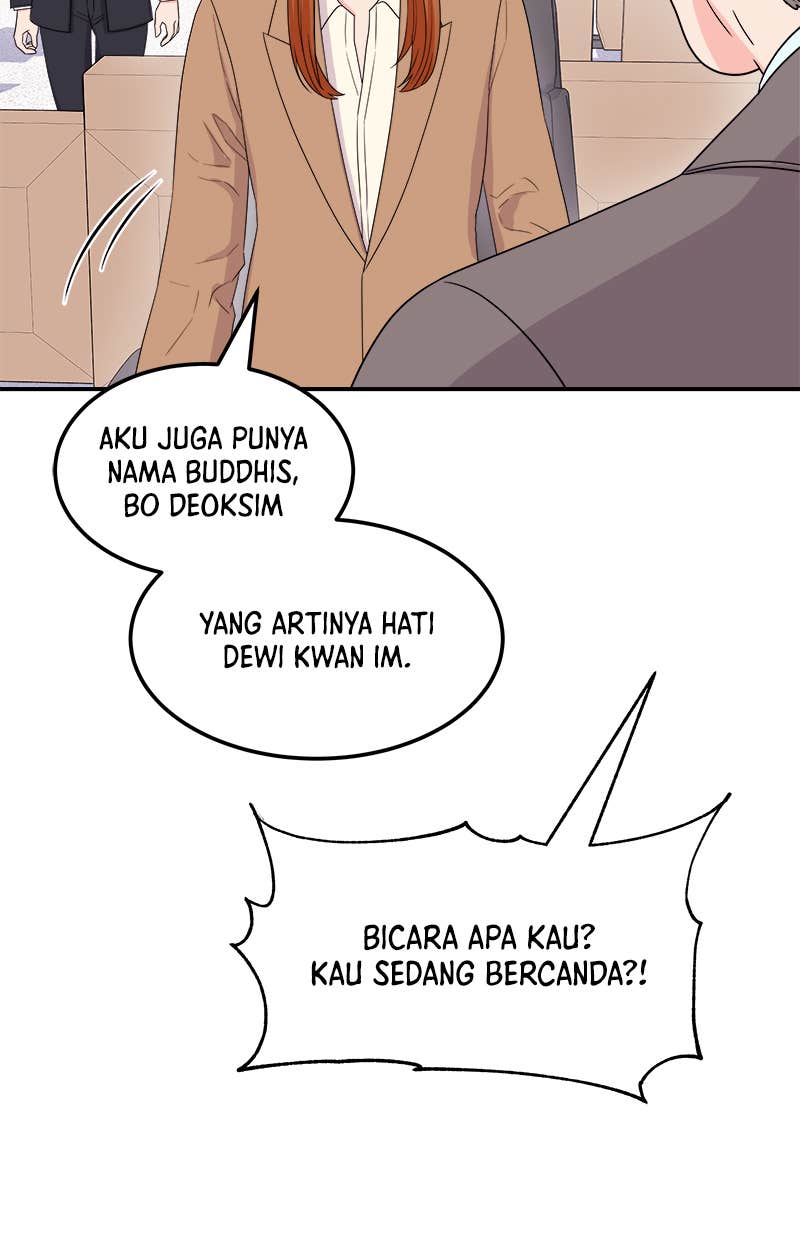 AKU JUGA PUNYA
NAMA BUDDHIS,
BO DEOKSIM
YANG ARTINYA HATI
DEWI KWAN IM.
BICARA APA KAU?
KAU SEDANG BERCANDA?!